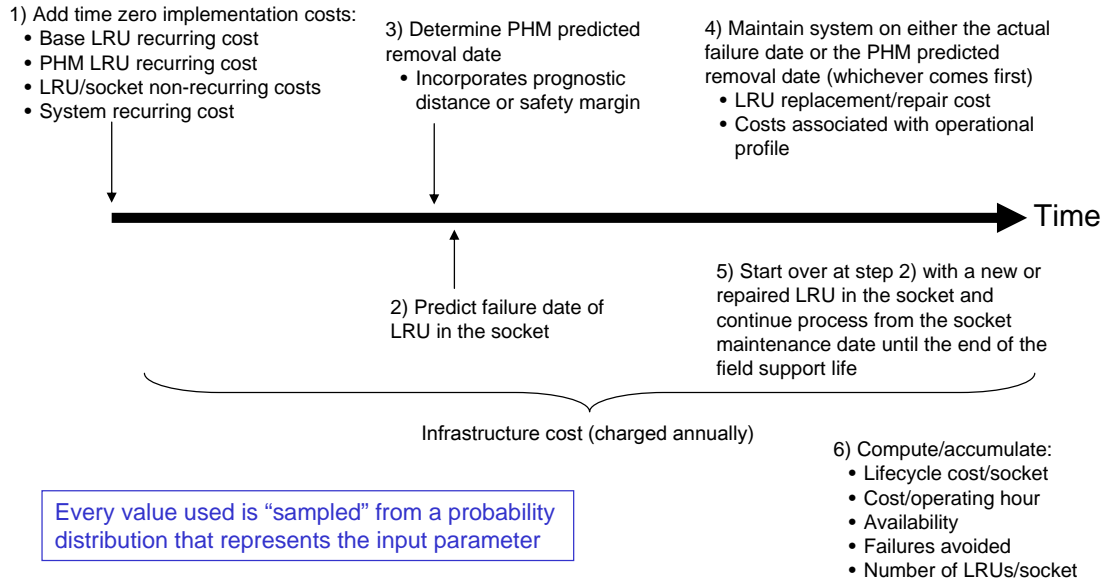 1) Add time zero implementation costs:
• Base LRU recurring cost
• PHM LRU recurring cost
• LRU/socket non-recurring costs
• System recurring cost
3) Determine PHM predicted
removal date
• Incorporates prognostic
distance or safety margin
4) Maintain system on either the actual
failure date or the PHM predicted
removal date (whichever comes first)
• LRU replacement/repair cost
• Costs associated with operational
profile
Time
2) Predict failure date of
LRU in the socket
5) Start over at step 2) with a new or
repaired LRU in the socket and
continue process from the socket
maintenance date until the end of the
field support life
Infrastructure cost (charged annually)
6) Compute/accumulate:
• Lifecycle cost/socket
• Cost/operating hour
• Availability
• Failures avoided
• Number of LRUs/socket
Every value used is “sampled” from a probability
distribution that represents the input parameter